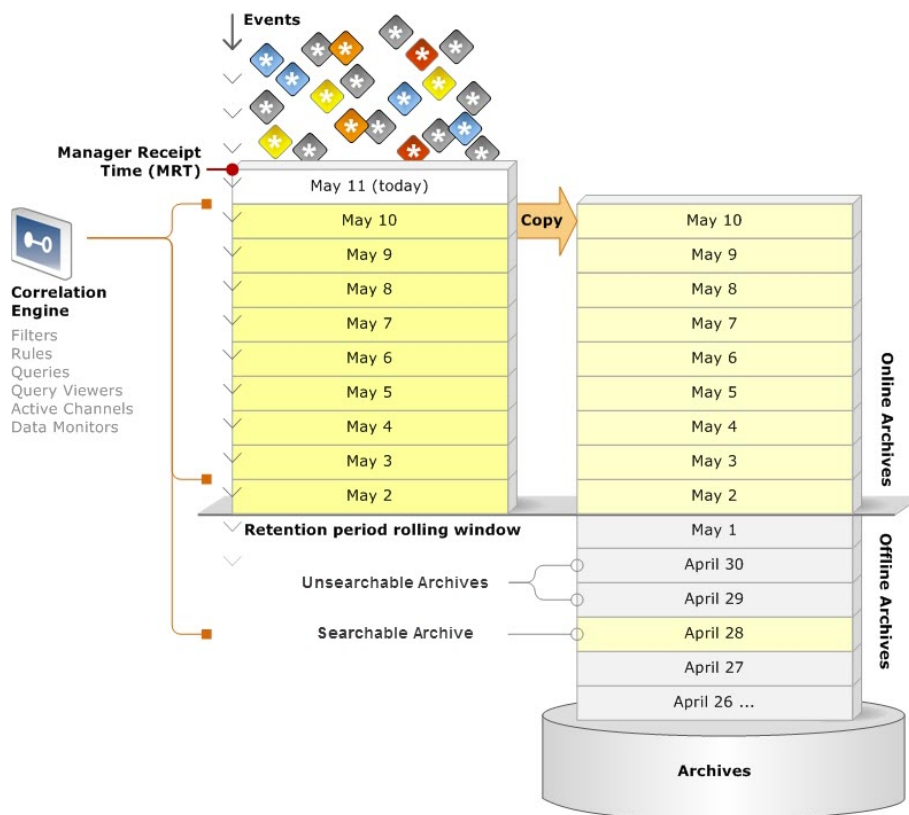 Events
Manager Receipt
Time (MRT)
May 11 (today)
May 10
May 9
May 8
May 7
May 6
May 5
May 4
May 3
May 2
Copy
Correlation
Engine
Filters
Rules
Queries
Query Viewers
Active Channels
Data Monitors
May 10
May 9
May 8
May 7
May 6
May 5
May 4
May 3
May 2
Online Archives
Retention period rolling window
May 1
April 30
April 29
April 28
April 27
April 26 ...
Offline Archives
Unsearchable Archives
Searchable Archive
Archives